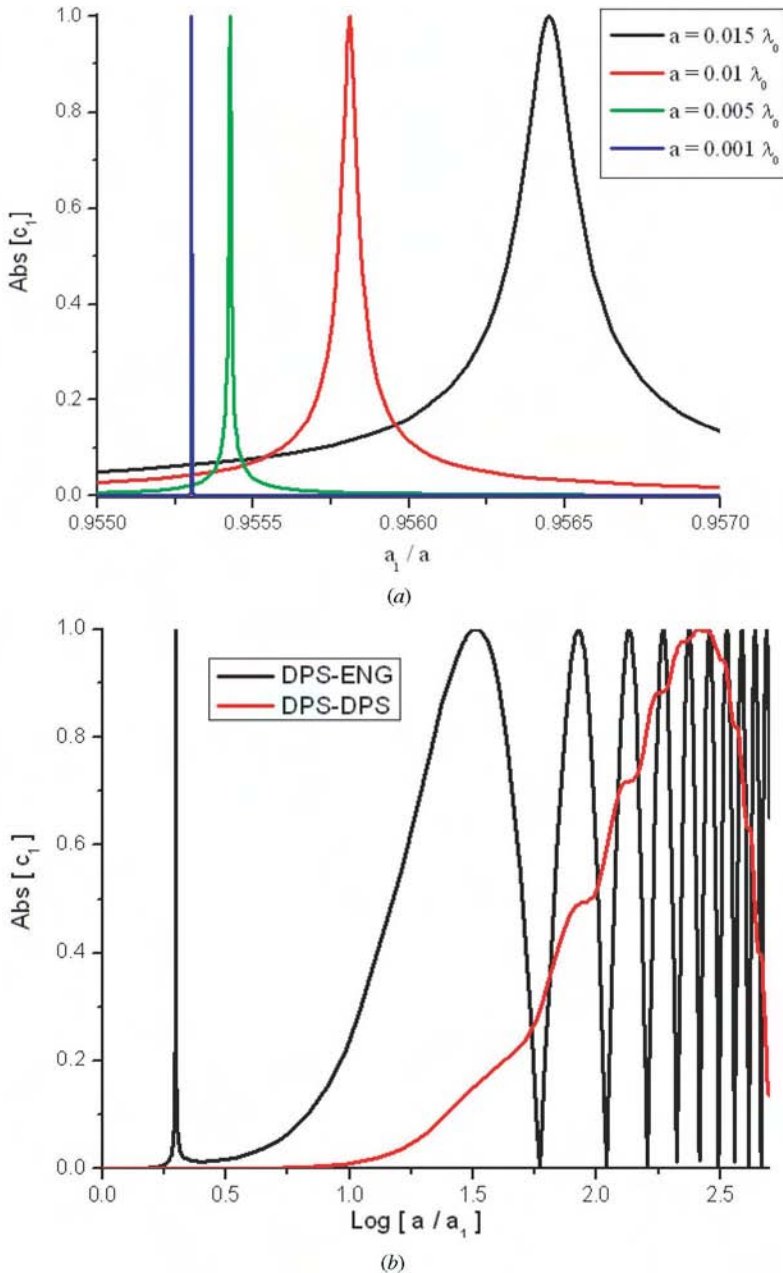 1.0
0.8
0.6
0.4
0.2
0.0
Abs [c₁]
a = 0.015 λ₀
a = 0.01 λ₀
a = 0.005 λ₀
a = 0.001 λ₀
0.9550 0.9555 0.9560 0.9565 0.9570
a₁ / a
(a)
1.0
0.8
0.6
0.4
0.2
0.0
Abs [ c₁ ]
DPS-ENG
DPS-DPS
0.0 0.5 1.0 1.5 2.0 2.5
Log [ a / a₁ ]
(b)